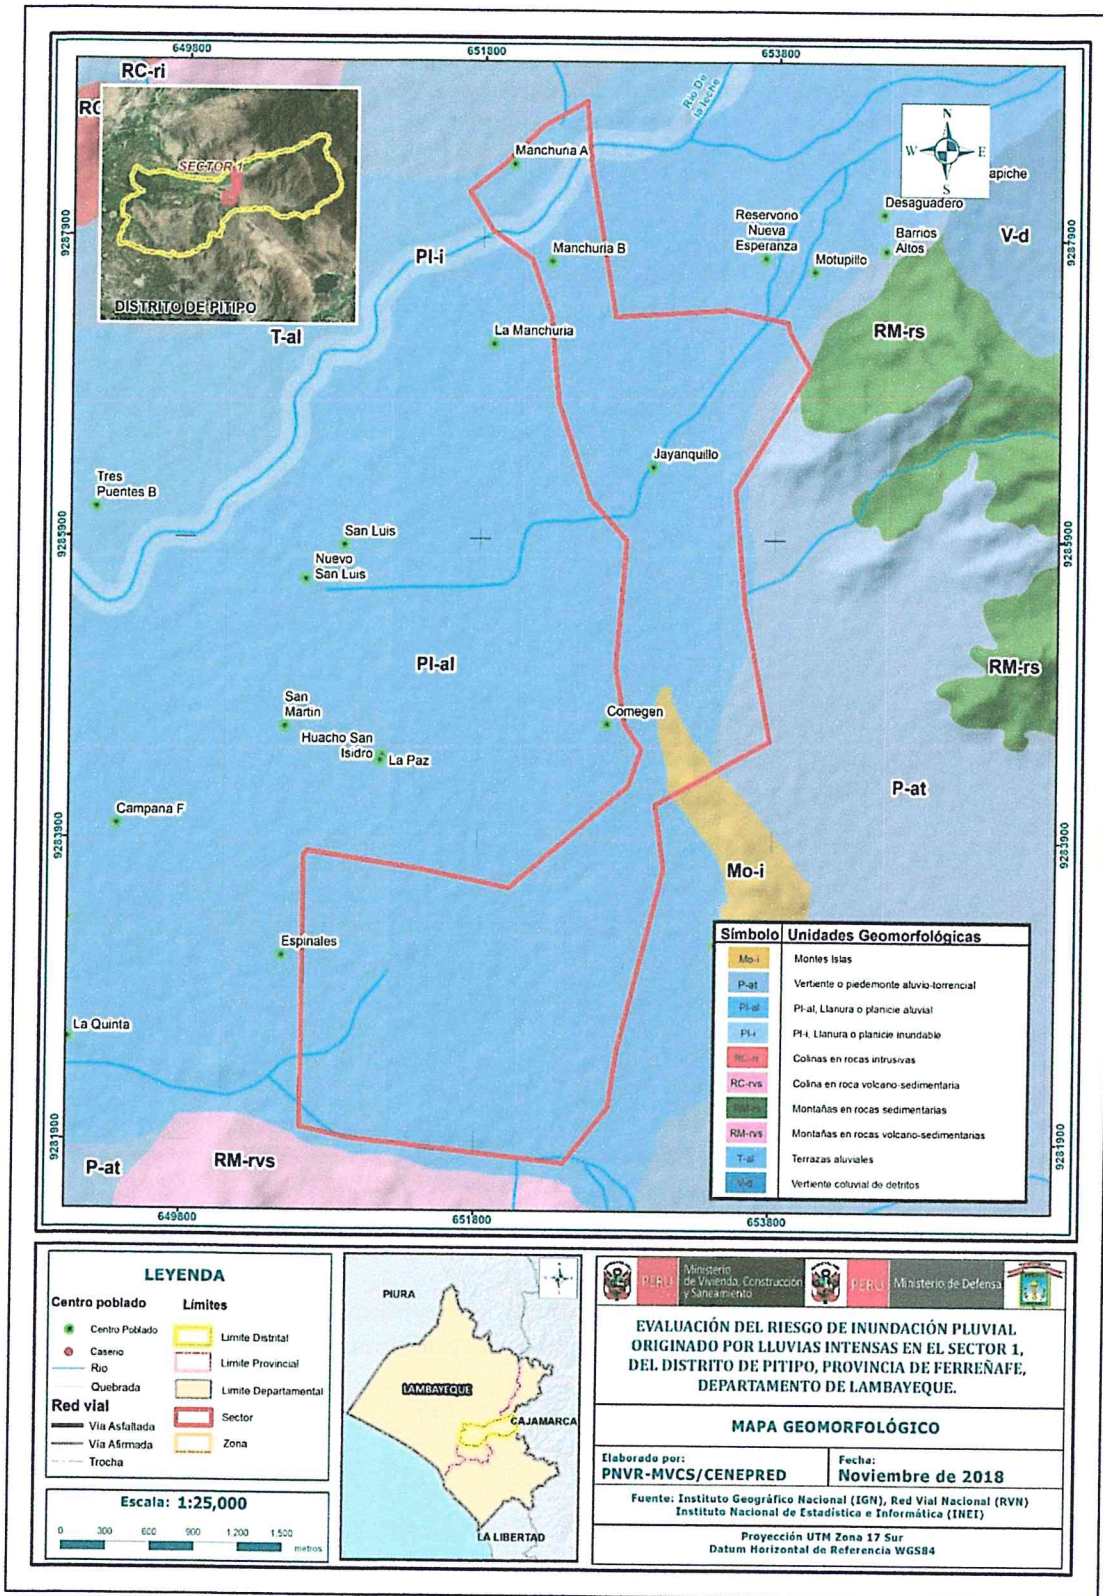 649800
651800
653800
RC-ri
RC
SECTOR 1
DISTRITO DE PITIPO
Rio De
la leche
N
W
E
S
apiche
Manchuria A
Desaguadero
Reservorio
Nueva
Esperanza
Barrios
Altos
V-d
9287900
9287900
Pl-i
Manchuria B
Motupillo
T-al
La Manchuria
RM-rs
Jayanquillo
Tres
Puentes B
San Luis
Nuevo
San Luis
9285900
9285900
Pl-al
RM-rs
San
Martin
Comegen
Huacho San
Isidro
La Paz
P-at
Campana F
9283900
9283900
Mo-i
Espinales
La Quinta
Símbolo
Unidades Geomorfológicas
Mo-i
Montes Islas
P-at
Vertiente o piedemonte aluvio-torrencial
Pl-al
Pl-al, Llanura o planicie aluvial
Pl-i
Pl-i, Llanura o planicie inundable
RC-ri
Colinas en rocas intrusivas
RC-rvs
Colina en roca volcano-sedimentaria
RM-rs
Montañas en rocas sedimentarias
RM-rvs
Montañas en rocas volcano-sedimentarias
T-al
Terrazas aluviales
V-d
Vertiente coluvial de detritos
9281900
9281900
P-at
RM-rvs
649800
651800
653800
LEYENDA
Centro poblado
Centro Poblado
Caserio
Rio
Quebrada
Red vial
Vía Asfaltada
Vía Afirmada
Trocha
Límites
Limite Distrital
Limite Provincial
Limite Departamental
Sector
Zona
Escala: 1:25,000
0 300 600 900 1.200 1.500
metros
PIURA
LAMBAYEQUE
CAJAMARCA
LA LIBERTAD
PERÚ
Ministerio
de Vivienda, Construcción
y Saneamiento
PERÚ
Ministerio de Defensa
EVALUACIÓN DEL RIESGO DE INUNDACIÓN PLUVIAL
ORIGINADO POR LLUVIAS INTENSAS EN EL SECTOR 1,
DEL DISTRITO DE PITIPO, PROVINCIA DE FERREÑAFE,
DEPARTAMENTO DE LAMBAYEQUE.
MAPA GEOMORFOLÓGICO
Elaborado por:
PNVR-MVCS/CENEPRED
Fecha:
Noviembre de 2018
Fuente: Instituto Geográfico Nacional (IGN), Red Vial Nacional (RVN)
Instituto Nacional de Estadística e Informática (INEI)
Proyección UTM Zona 17 Sur
Datum Horizontal de Referencia WGS84